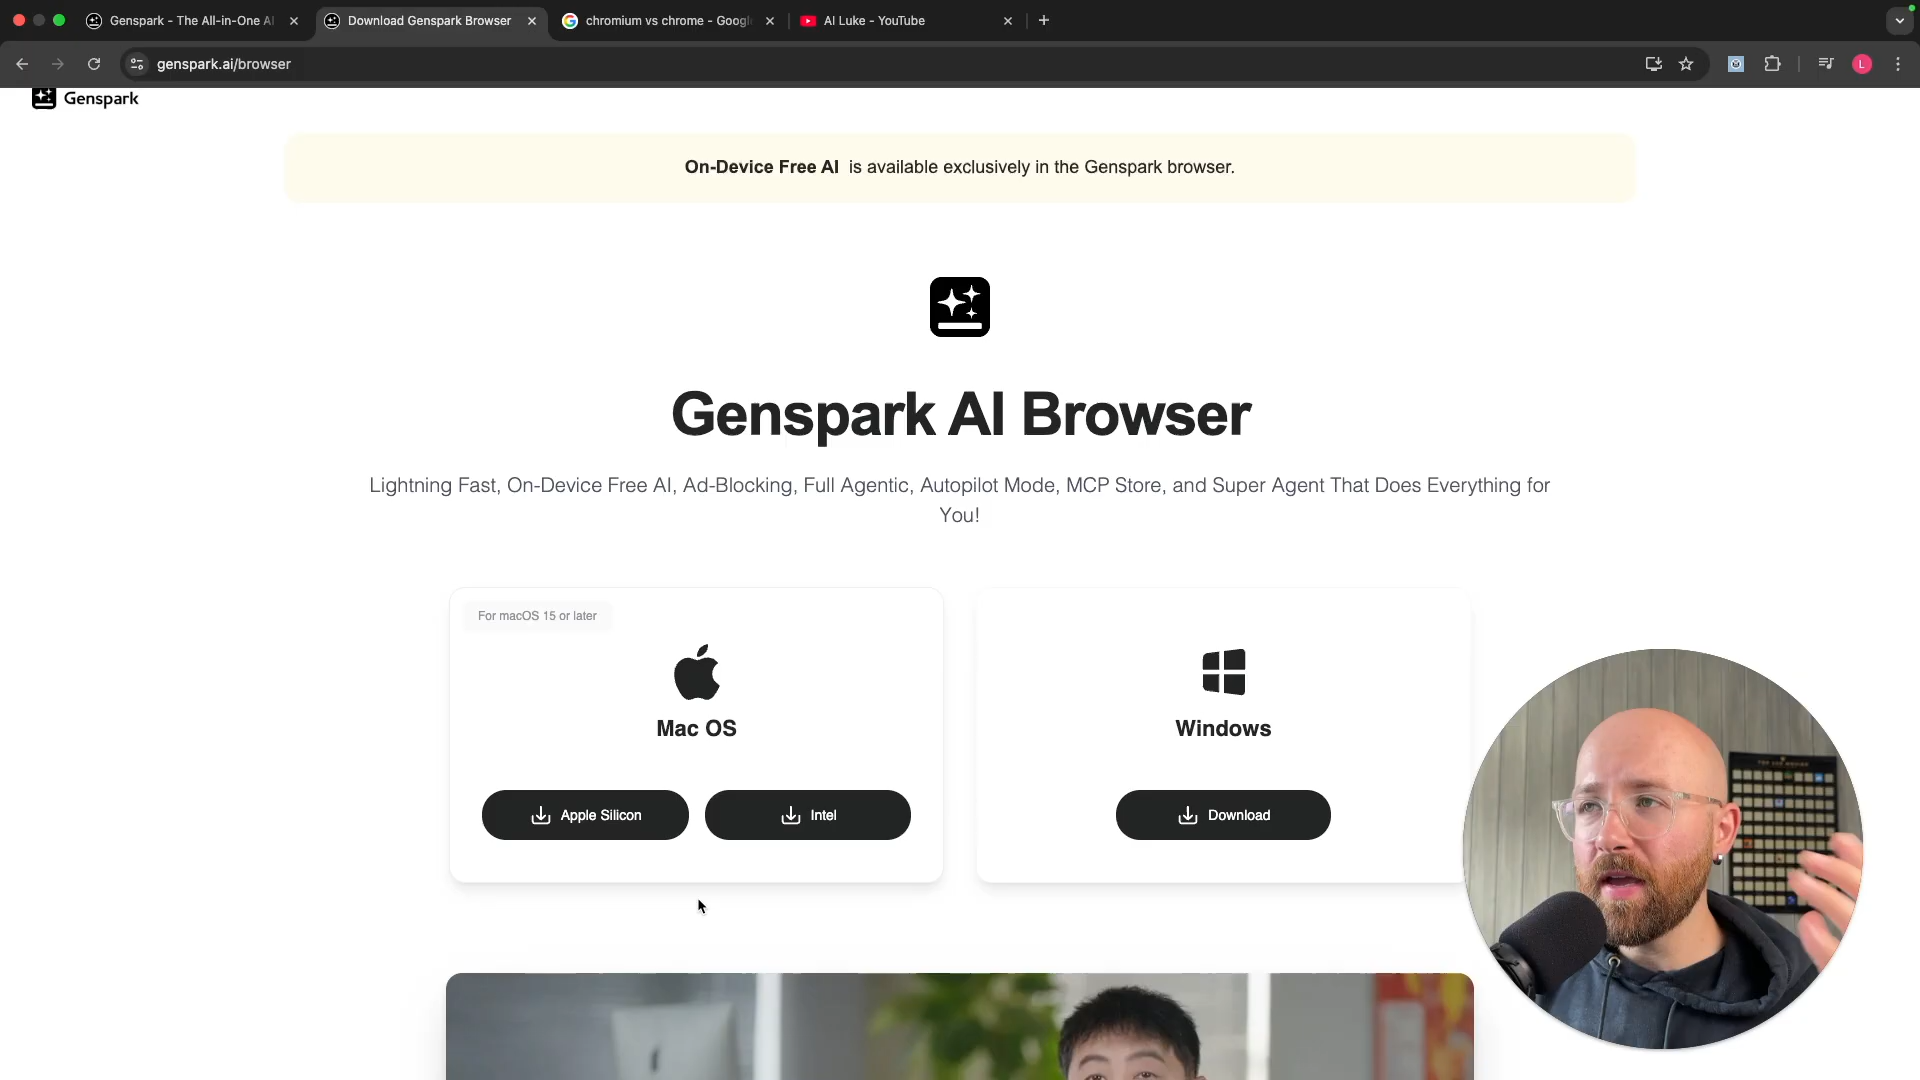 Genspark - The All-in-One AI
Download Genspark Browser
chromium vs chrome - Googl
AI Luke - YouTube
genspark.ai/browser
L
Genspark
On-Device Free AI is available exclusively in the Genspark browser.
Genspark AI Browser
Lightning Fast, On-Device Free AI, Ad-Blocking, Full Agentic, Autopilot Mode, MCP Store, and Super Agent That Does Everything for
You!
For macOS 15 or later
Mac OS
Windows
Apple Silicon
Intel
Download